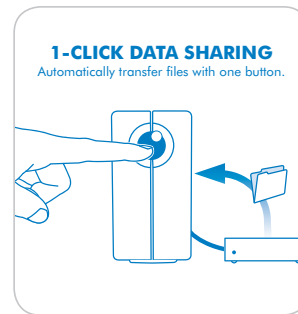 1-CLICK DATA SHARING
Automatically transfer files with one button.